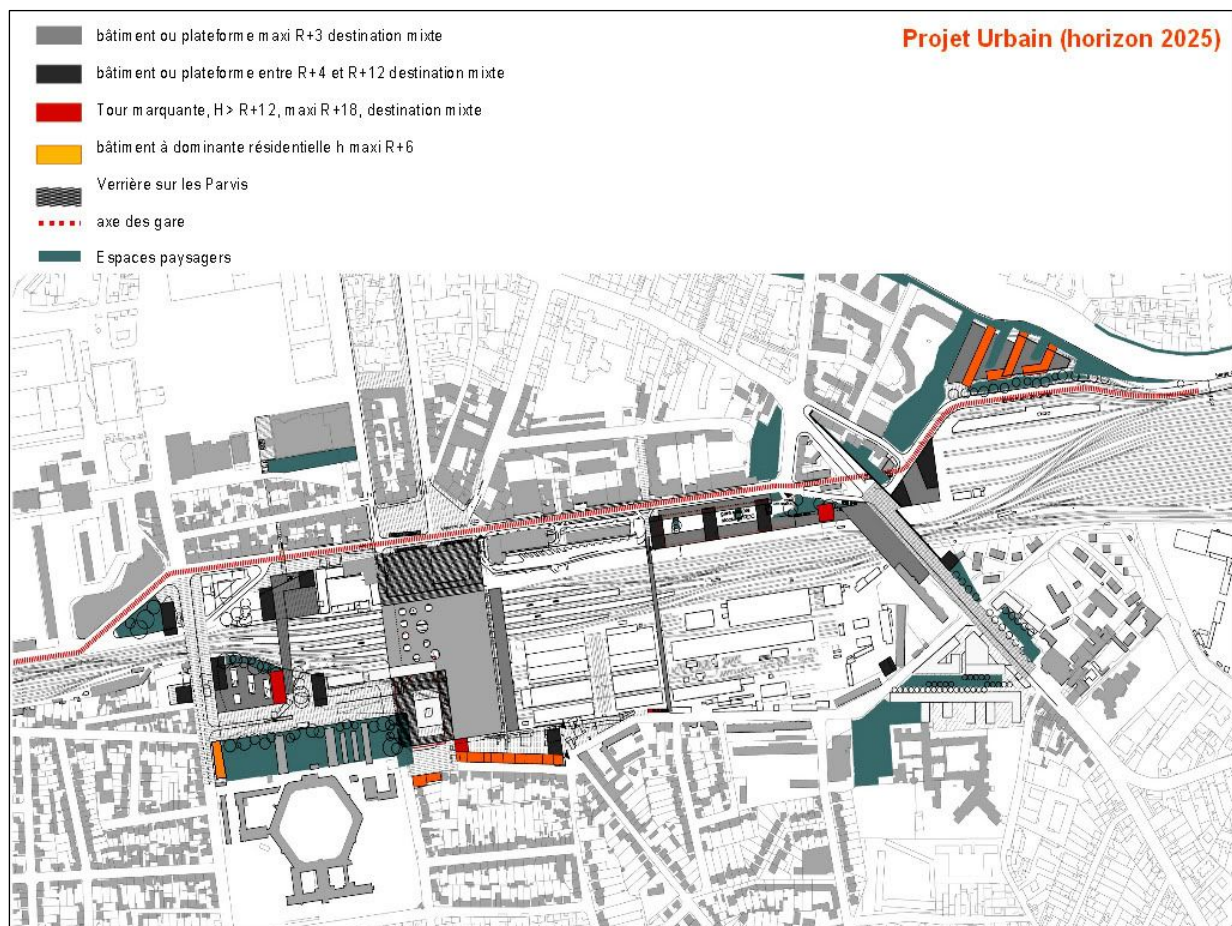 Projet Urbain (horizon 2025)
bâtiment ou plateforme maxi R+3 destination mixte
bâtiment ou plateforme entre R+4 et R+12 destination mixte
Tour marquante, H> R+12, maxi R+18, destination mixte
bâtiment à dominante résidentielle h maxi R+6
Verrière sur les Parvis
axe des gare
Espaces paysagers